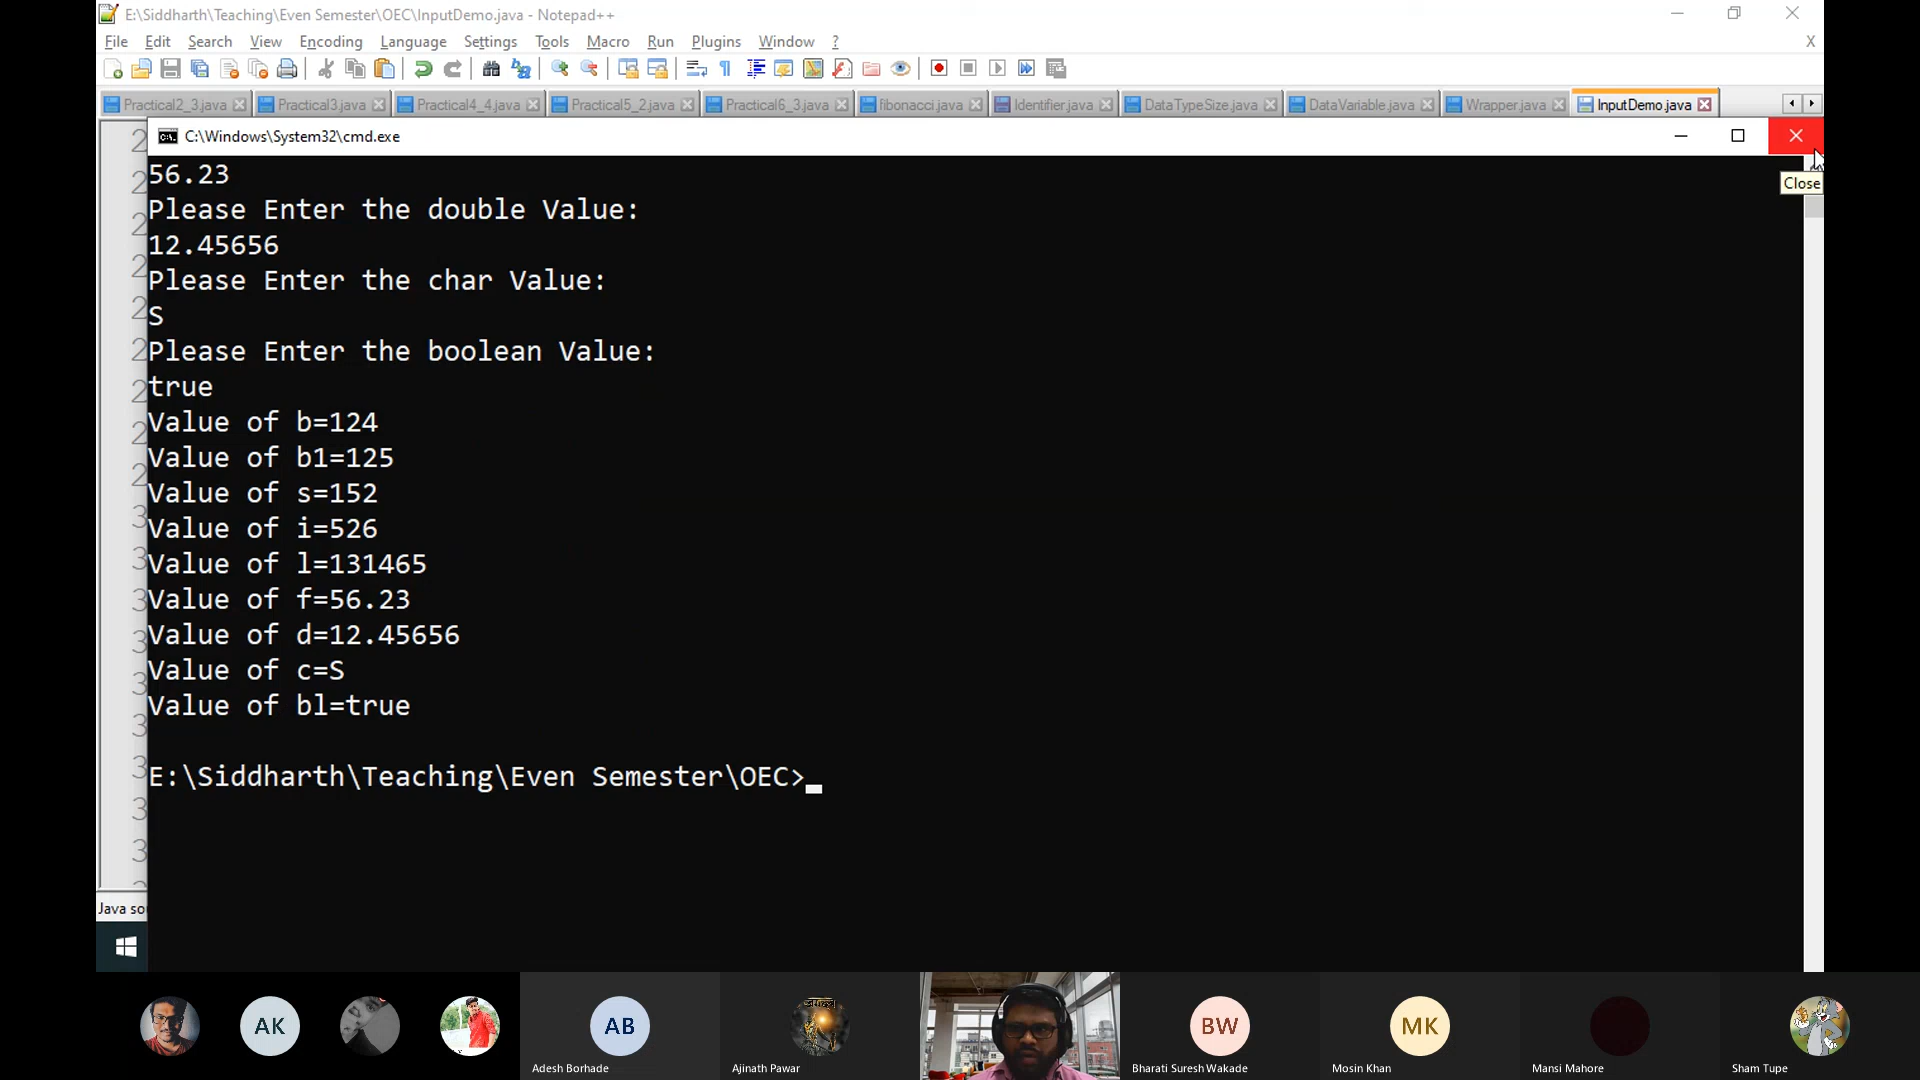 E:\Siddharth\Teaching\Even Semester\OEC\InputDemo.java - Notepad++
File Edit Search View Encoding Language Settings Tools Macro Run Plugins Window ? X
Practical2_3.java Practical3.java Practical4_4.java Practical5_2.java Practical6_3.java fibonacci.java Identifier.java DataTypeSize.java DataVariable.java Wrapper.java InputDemo.java
C:\Windows\System32\cmd.exe
Close
56.23
Please Enter the double Value:
12.45656
Please Enter the char Value:
S
Please Enter the boolean Value:
true
Value of b=124
Value of b1=125
Value of s=152
Value of i=526
Value of l=131465
Value of f=56.23
Value of d=12.45656
Value of c=S
Value of bl=true
E:\Siddharth\Teaching\Even Semester\OEC>
Java so
AK AB BW MK
Adesh Borhade Ajinath Pawar Bharati Suresh Wakade Mosin Khan Mansi Mahore Sham Tupe